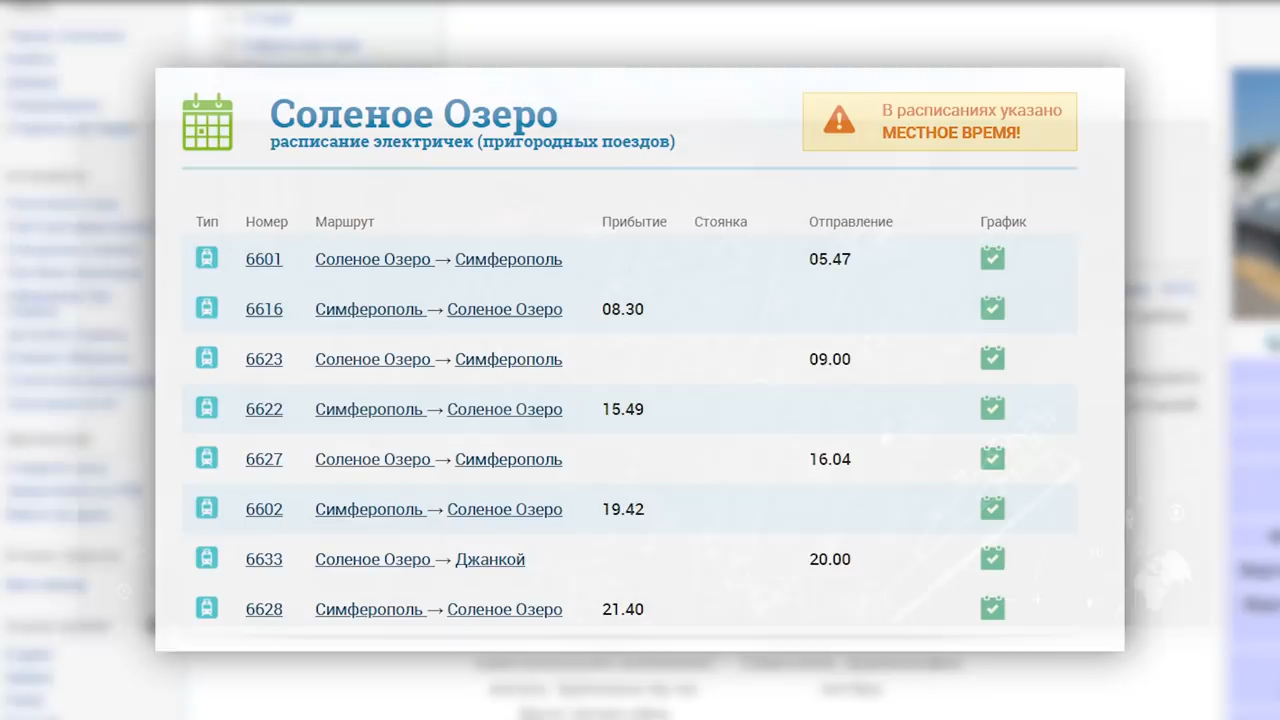 Соленое Озеро
расписание электричек (пригородных поездов)
В расписаниях указано
МЕСТНОЕ ВРЕМЯ!
Тип Номер Маршрут Прибытие Стоянка Отправление График
6601 Соленое Озеро → Симферополь 05.47
6616 Симферополь → Соленое Озеро 08.30
6623 Соленое Озеро → Симферополь 09.00
6622 Симферополь → Соленое Озеро 15.49
6627 Соленое Озеро → Симферополь 16.04
6602 Симферополь → Соленое Озеро 19.42
6633 Соленое Озеро → Джанкой 20.00
6628 Симферополь → Соленое Озеро 21.40